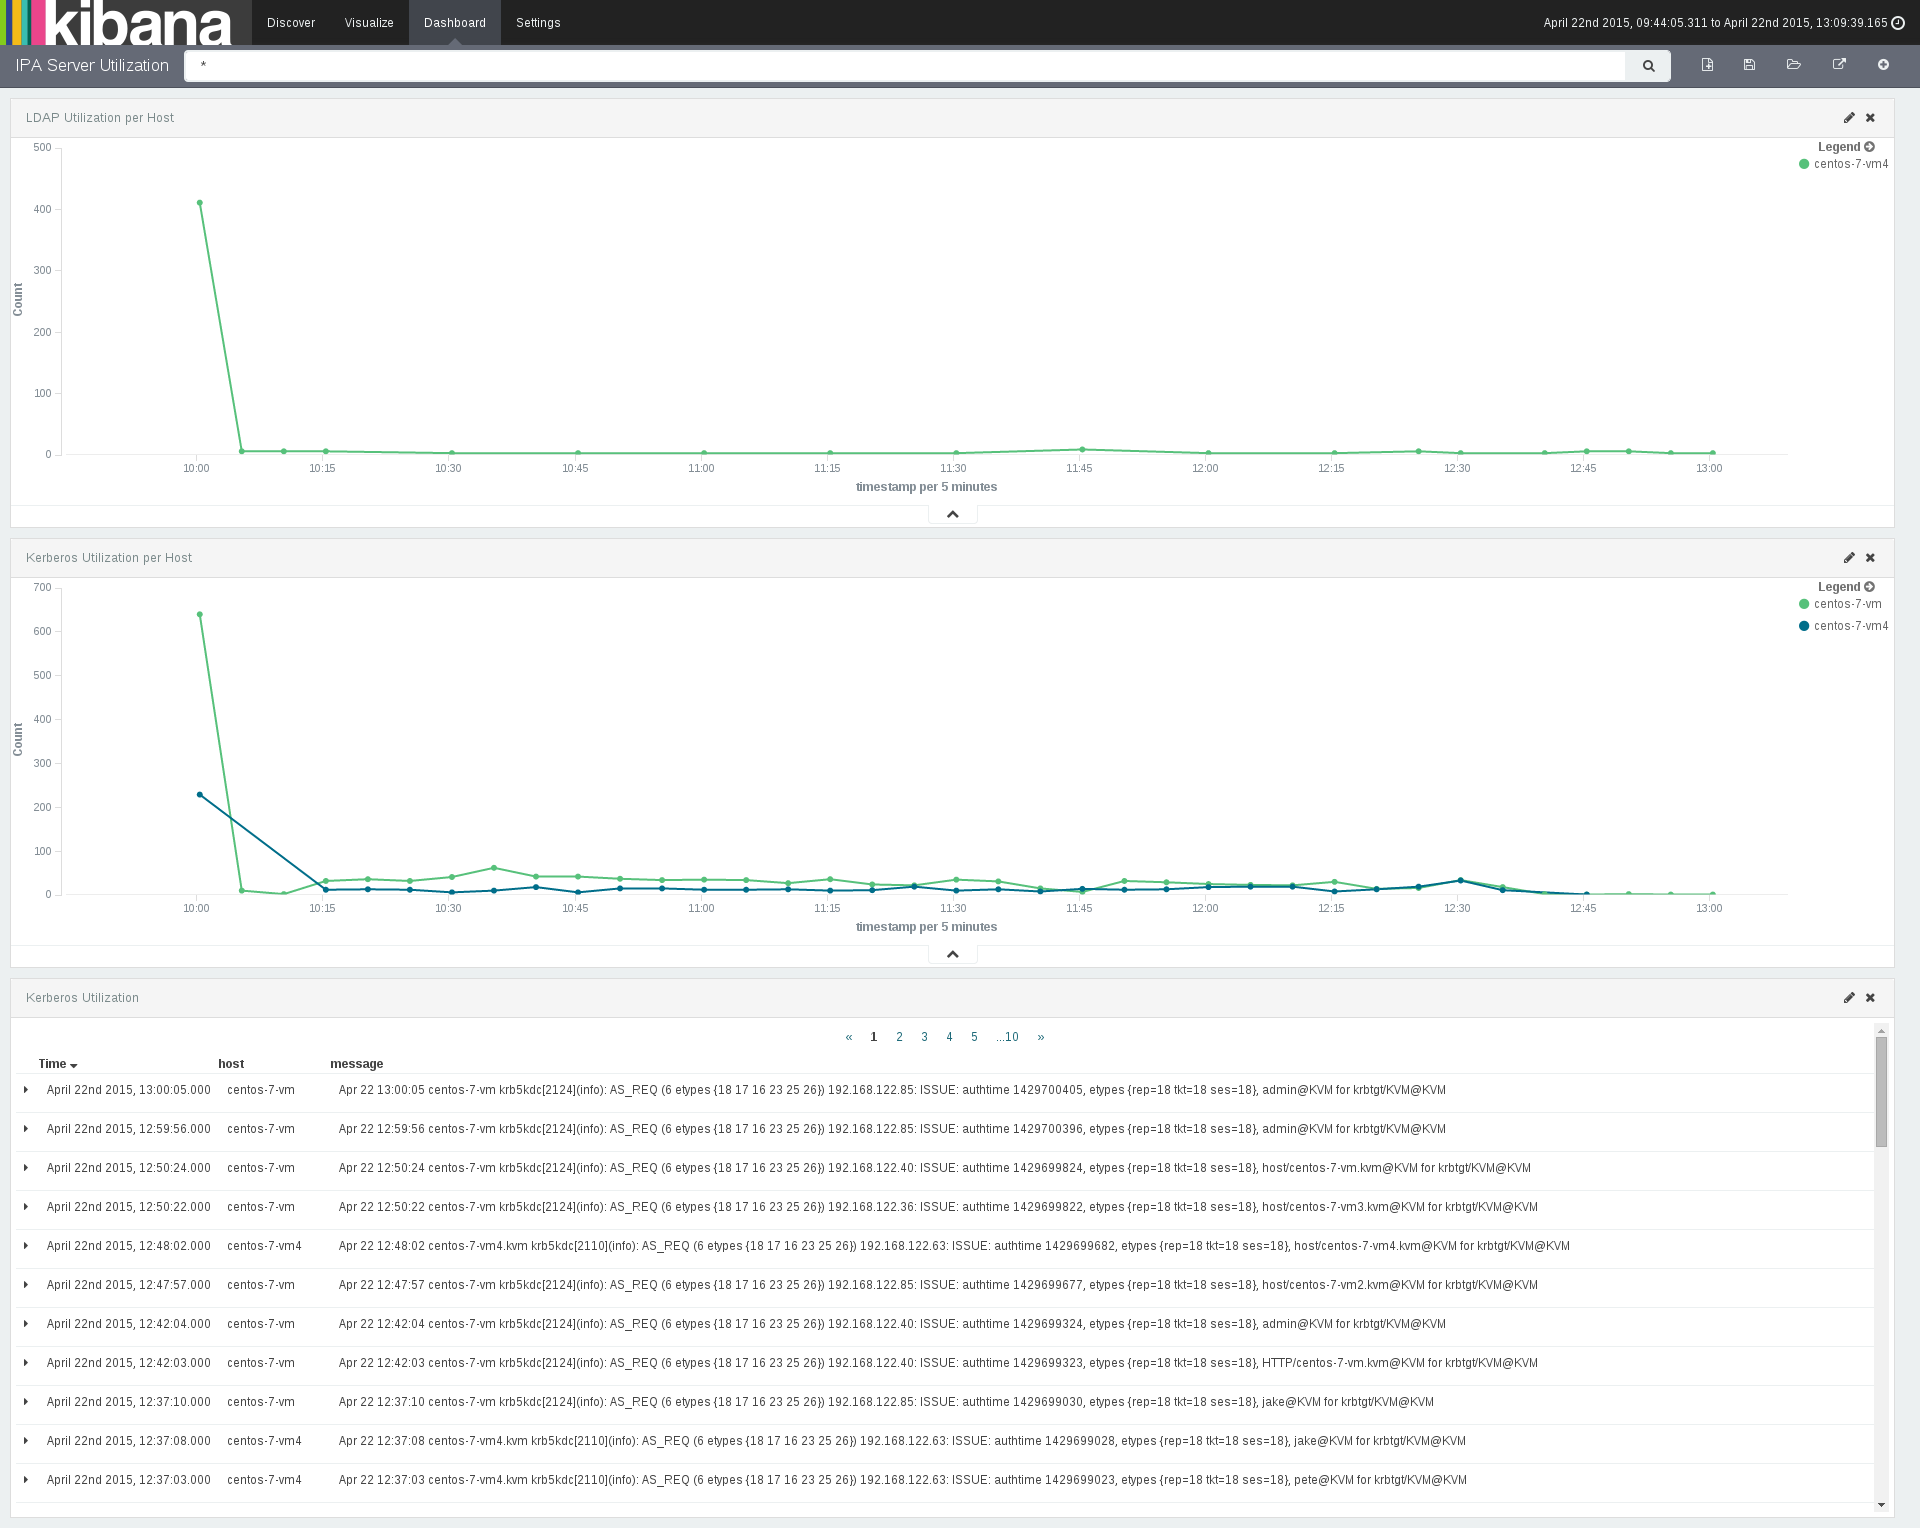 kibana Discover Visualize Dashboard Settings April 22nd 2015, 09:44:05.311 to April 22nd 2015, 13:09:39.165
IPA Server Utilization *
LDAP Utilization per Host
Legend
centos-7-vm4
500
400
300
200
100
0
Count
10:00 10:15 10:30 10:45 11:00 11:15 11:30 11:45 12:00 12:15 12:30 12:45 13:00
timestamp per 5 minutes
Kerberos Utilization per Host
Legend
centos-7-vm
centos-7-vm4
700
600
500
400
300
200
100
0
Count
10:00 10:15 10:30 10:45 11:00 11:15 11:30 11:45 12:00 12:15 12:30 12:45 13:00
timestamp per 5 minutes
Kerberos Utilization
« 1 2 3 4 5 ...10 »
Time host message
April 22nd 2015, 13:00:05.000 centos-7-vm Apr 22 13:00:05 centos-7-vm krb5kdc[2124](info): AS_REQ (6 etypes {18 17 16 23 25 26}) 192.168.122.85: ISSUE: authtime 1429700405, etypes {rep=18 tkt=18 ses=18}, admin@KVM for krbtgt/KVM@KVM
April 22nd 2015, 12:59:56.000 centos-7-vm Apr 22 12:59:56 centos-7-vm krb5kdc[2124](info): AS_REQ (6 etypes {18 17 16 23 25 26}) 192.168.122.85: ISSUE: authtime 1429700396, etypes {rep=18 tkt=18 ses=18}, admin@KVM for krbtgt/KVM@KVM
April 22nd 2015, 12:50:24.000 centos-7-vm Apr 22 12:50:24 centos-7-vm krb5kdc[2124](info): AS_REQ (6 etypes {18 17 16 23 25 26}) 192.168.122.40: ISSUE: authtime 1429699824, etypes {rep=18 tkt=18 ses=18}, host/centos-7-vm.kvm@KVM for krbtgt/KVM@KVM
April 22nd 2015, 12:50:22.000 centos-7-vm Apr 22 12:50:22 centos-7-vm krb5kdc[2124](info): AS_REQ (6 etypes {18 17 16 23 25 26}) 192.168.122.36: ISSUE: authtime 1429699822, etypes {rep=18 tkt=18 ses=18}, host/centos-7-vm3.kvm@KVM for krbtgt/KVM@KVM
April 22nd 2015, 12:48:02.000 centos-7-vm4 Apr 22 12:48:02 centos-7-vm4.kvm krb5kdc[2110](info): AS_REQ (6 etypes {18 17 16 23 25 26}) 192.168.122.63: ISSUE: authtime 1429699682, etypes {rep=18 tkt=18 ses=18}, host/centos-7-vm4.kvm@KVM for krbtgt/KVM@KVM
April 22nd 2015, 12:47:57.000 centos-7-vm Apr 22 12:47:57 centos-7-vm krb5kdc[2124](info): AS_REQ (6 etypes {18 17 16 23 25 26}) 192.168.122.85: ISSUE: authtime 1429699677, etypes {rep=18 tkt=18 ses=18}, host/centos-7-vm2.kvm@KVM for krbtgt/KVM@KVM
April 22nd 2015, 12:42:04.000 centos-7-vm Apr 22 12:42:04 centos-7-vm krb5kdc[2124](info): AS_REQ (6 etypes {18 17 16 23 25 26}) 192.168.122.40: ISSUE: authtime 1429699324, etypes {rep=18 tkt=18 ses=18}, admin@KVM for krbtgt/KVM@KVM
April 22nd 2015, 12:42:03.000 centos-7-vm Apr 22 12:42:03 centos-7-vm krb5kdc[2124](info): AS_REQ (6 etypes {18 17 16 23 25 26}) 192.168.122.40: ISSUE: authtime 1429699323, etypes {rep=18 tkt=18 ses=18}, HTTP/centos-7-vm.kvm@KVM for krbtgt/KVM@KVM
April 22nd 2015, 12:37:10.000 centos-7-vm Apr 22 12:37:10 centos-7-vm krb5kdc[2124](info): AS_REQ (6 etypes {18 17 16 23 25 26}) 192.168.122.85: ISSUE: authtime 1429699030, etypes {rep=18 tkt=18 ses=18}, jake@KVM for krbtgt/KVM@KVM
April 22nd 2015, 12:37:08.000 centos-7-vm4 Apr 22 12:37:08 centos-7-vm4.kvm krb5kdc[2110](info): AS_REQ (6 etypes {18 17 16 23 25 26}) 192.168.122.63: ISSUE: authtime 1429699028, etypes {rep=18 tkt=18 ses=18}, jake@KVM for krbtgt/KVM@KVM
April 22nd 2015, 12:37:03.000 centos-7-vm4 Apr 22 12:37:03 centos-7-vm4.kvm krb5kdc[2110](info): AS_REQ (6 etypes {18 17 16 23 25 26}) 192.168.122.63: ISSUE: authtime 1429699023, etypes {rep=18 tkt=18 ses=18}, pete@KVM for krbtgt/KVM@KVM